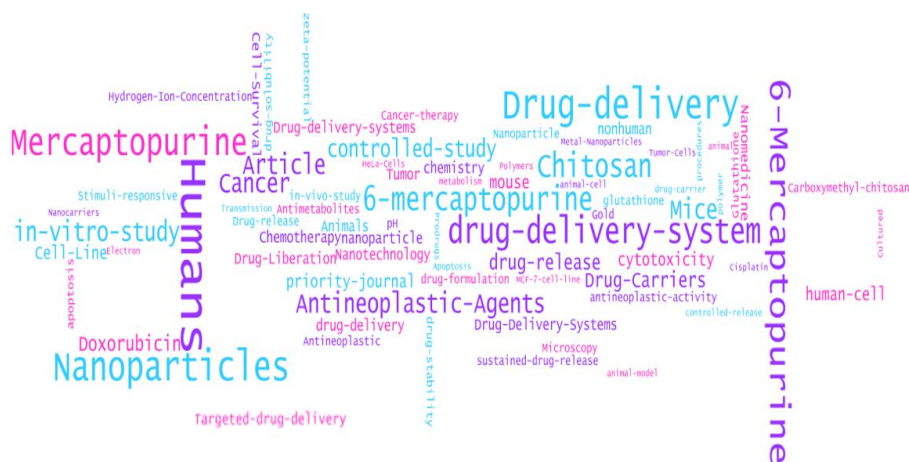 zeta-potential
Cell-Survival
drug-solubility
Hydrogen-Ion-Concentration
Drug-delivery
6-Mercaptopurine
Cancer-therapy
Mercaptopurine
Drug-delivery-systems
Nanoparticle
nonhuman
Metal-Nanoparticles
Nanomedicine
animal
procedures
controlled-study
Tumor-Cells
Article
HeLa-Cells
Polymers
Chitosan
Humans
Tumor
chemistry
Glutathione
Cancer
metabolism
mouse
animal-cell
polymer
Carboxymethyl-chitosan
drug-carrier
Stimuli-responsive
in-vivo-study
6-mercaptopurine
glutathione
Mice
Nanocarriers
Transmission
Antimetabolites
Gold
Cultured
in-vitro-study
Drug-release
Animals
pH
Prodrugs
drug-delivery-system
Chemotherapy
nanoparticle
Cell-Line
Electron
Drug-Liberation
Nanotechnology
Apoptosis
drug-release
cytotoxicity
Cisplatin
apoptosis
priority-journal
drug-formulation
MCF-7-cell-line
Drug-Carriers
human-cell
Antineoplastic-Agents
antineoplastic-activity
controlled-release
drug-delivery
drug-stability
Drug-Delivery-Systems
Doxorubicin
Antineoplastic
Microscopy
Nanoparticles
sustained-drug-release
animal-model
Targeted-drug-delivery